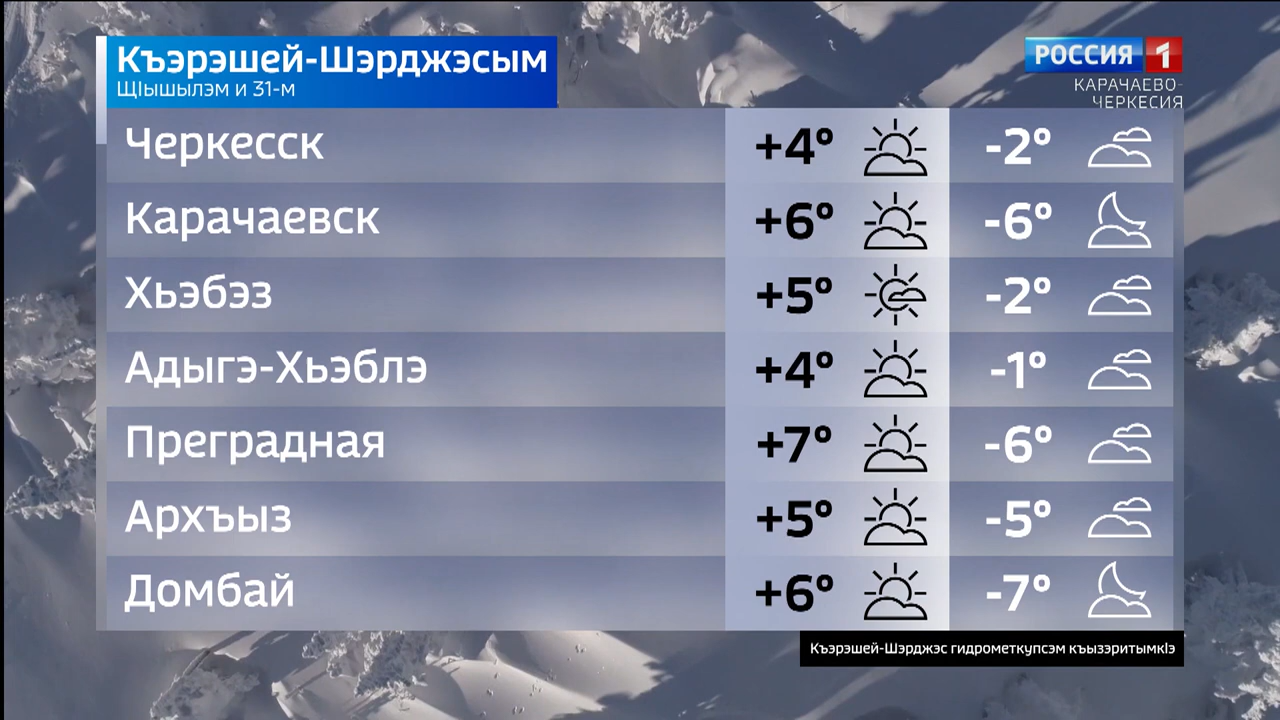 Къэрэшей-Шэрджэсым
ЩIышылэм и 31-м
РОССИЯ 1
КАРАЧАЕВО-
ЧЕРКЕСИЯ
Черкесск +4° -2°
Карачаевск +6° -6°
Хьэбэз +5° -2°
Адыгэ-Хьэблэ +4° -1°
Преградная +7° -6°
Архъыз +5° -5°
Домбай +6° -7°
Къэрэшей-Шэрджэс гидрометкупсэм къызэритымкIэ